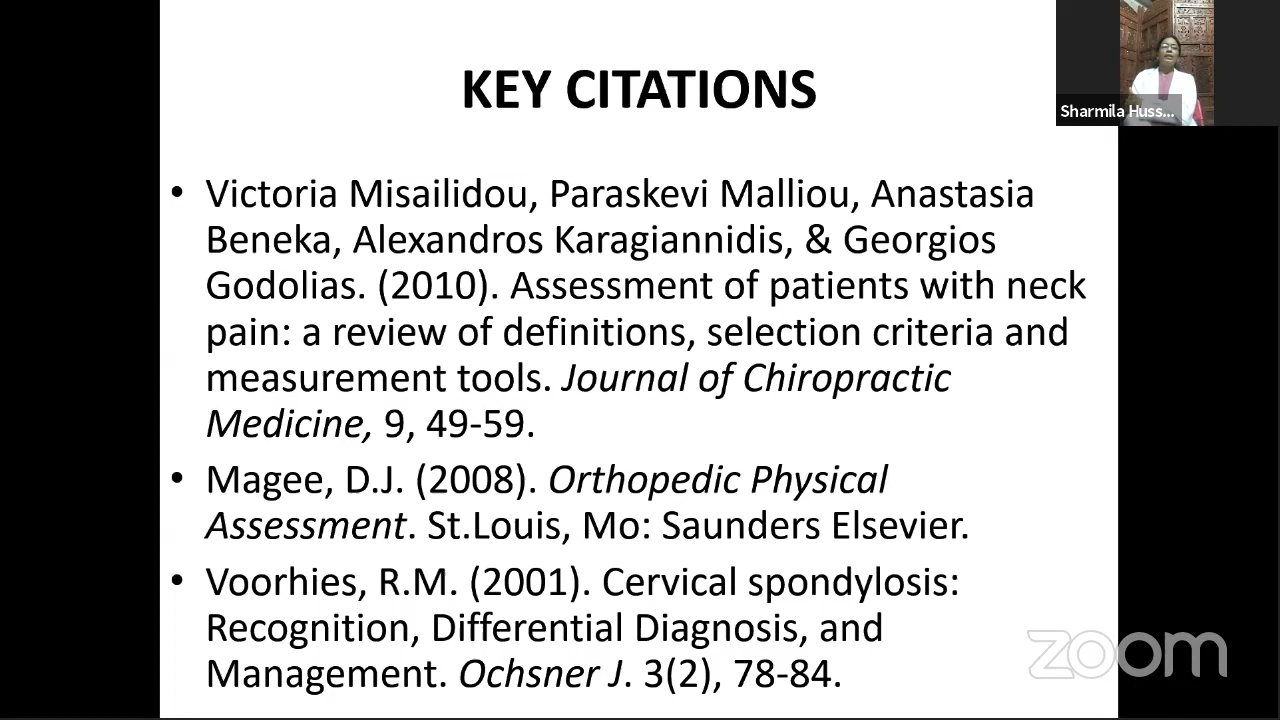 KEY CITATIONS
Sharmila Huss...
• Victoria Misailidou, Paraskevi Malliou, Anastasia
Beneka, Alexandros Karagiannidis, & Georgios
Godolias. (2010). Assessment of patients with neck
pain: a review of definitions, selection criteria and
measurement tools. Journal of Chiropractic
Medicine, 9, 49-59.
• Magee, D.J. (2008). Orthopedic Physical
Assessment. St.Louis, Mo: Saunders Elsevier.
• Voorhies, R.M. (2001). Cervical spondylosis:
Recognition, Differential Diagnosis, and
Management. Ochsner J. 3(2), 78-84.
zoom